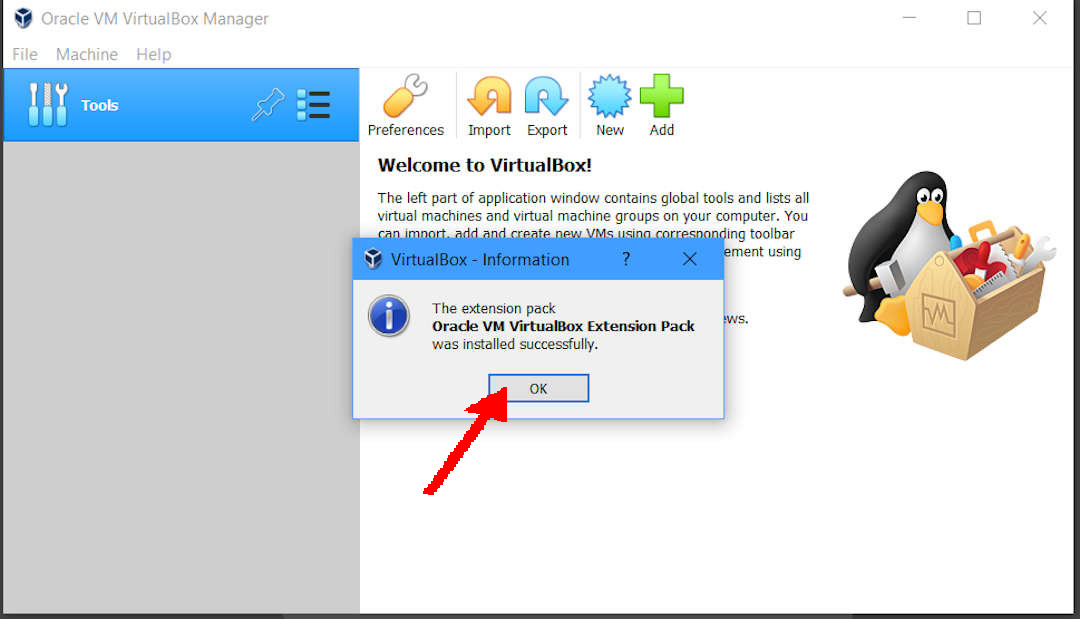 Oracle VM VirtualBox Manager
File Machine Help
Tools
Preferences Import Export New Add
Welcome to VirtualBox!
The left part of application window contains global tools and lists all
virtual machines and virtual machine groups on your computer. You
can import, add and create new VMs using corresponding toolbar
ement using
ws.
VirtualBox - Information ?
The extension pack
Oracle VM VirtualBox Extension Pack
was installed successfully.
OK